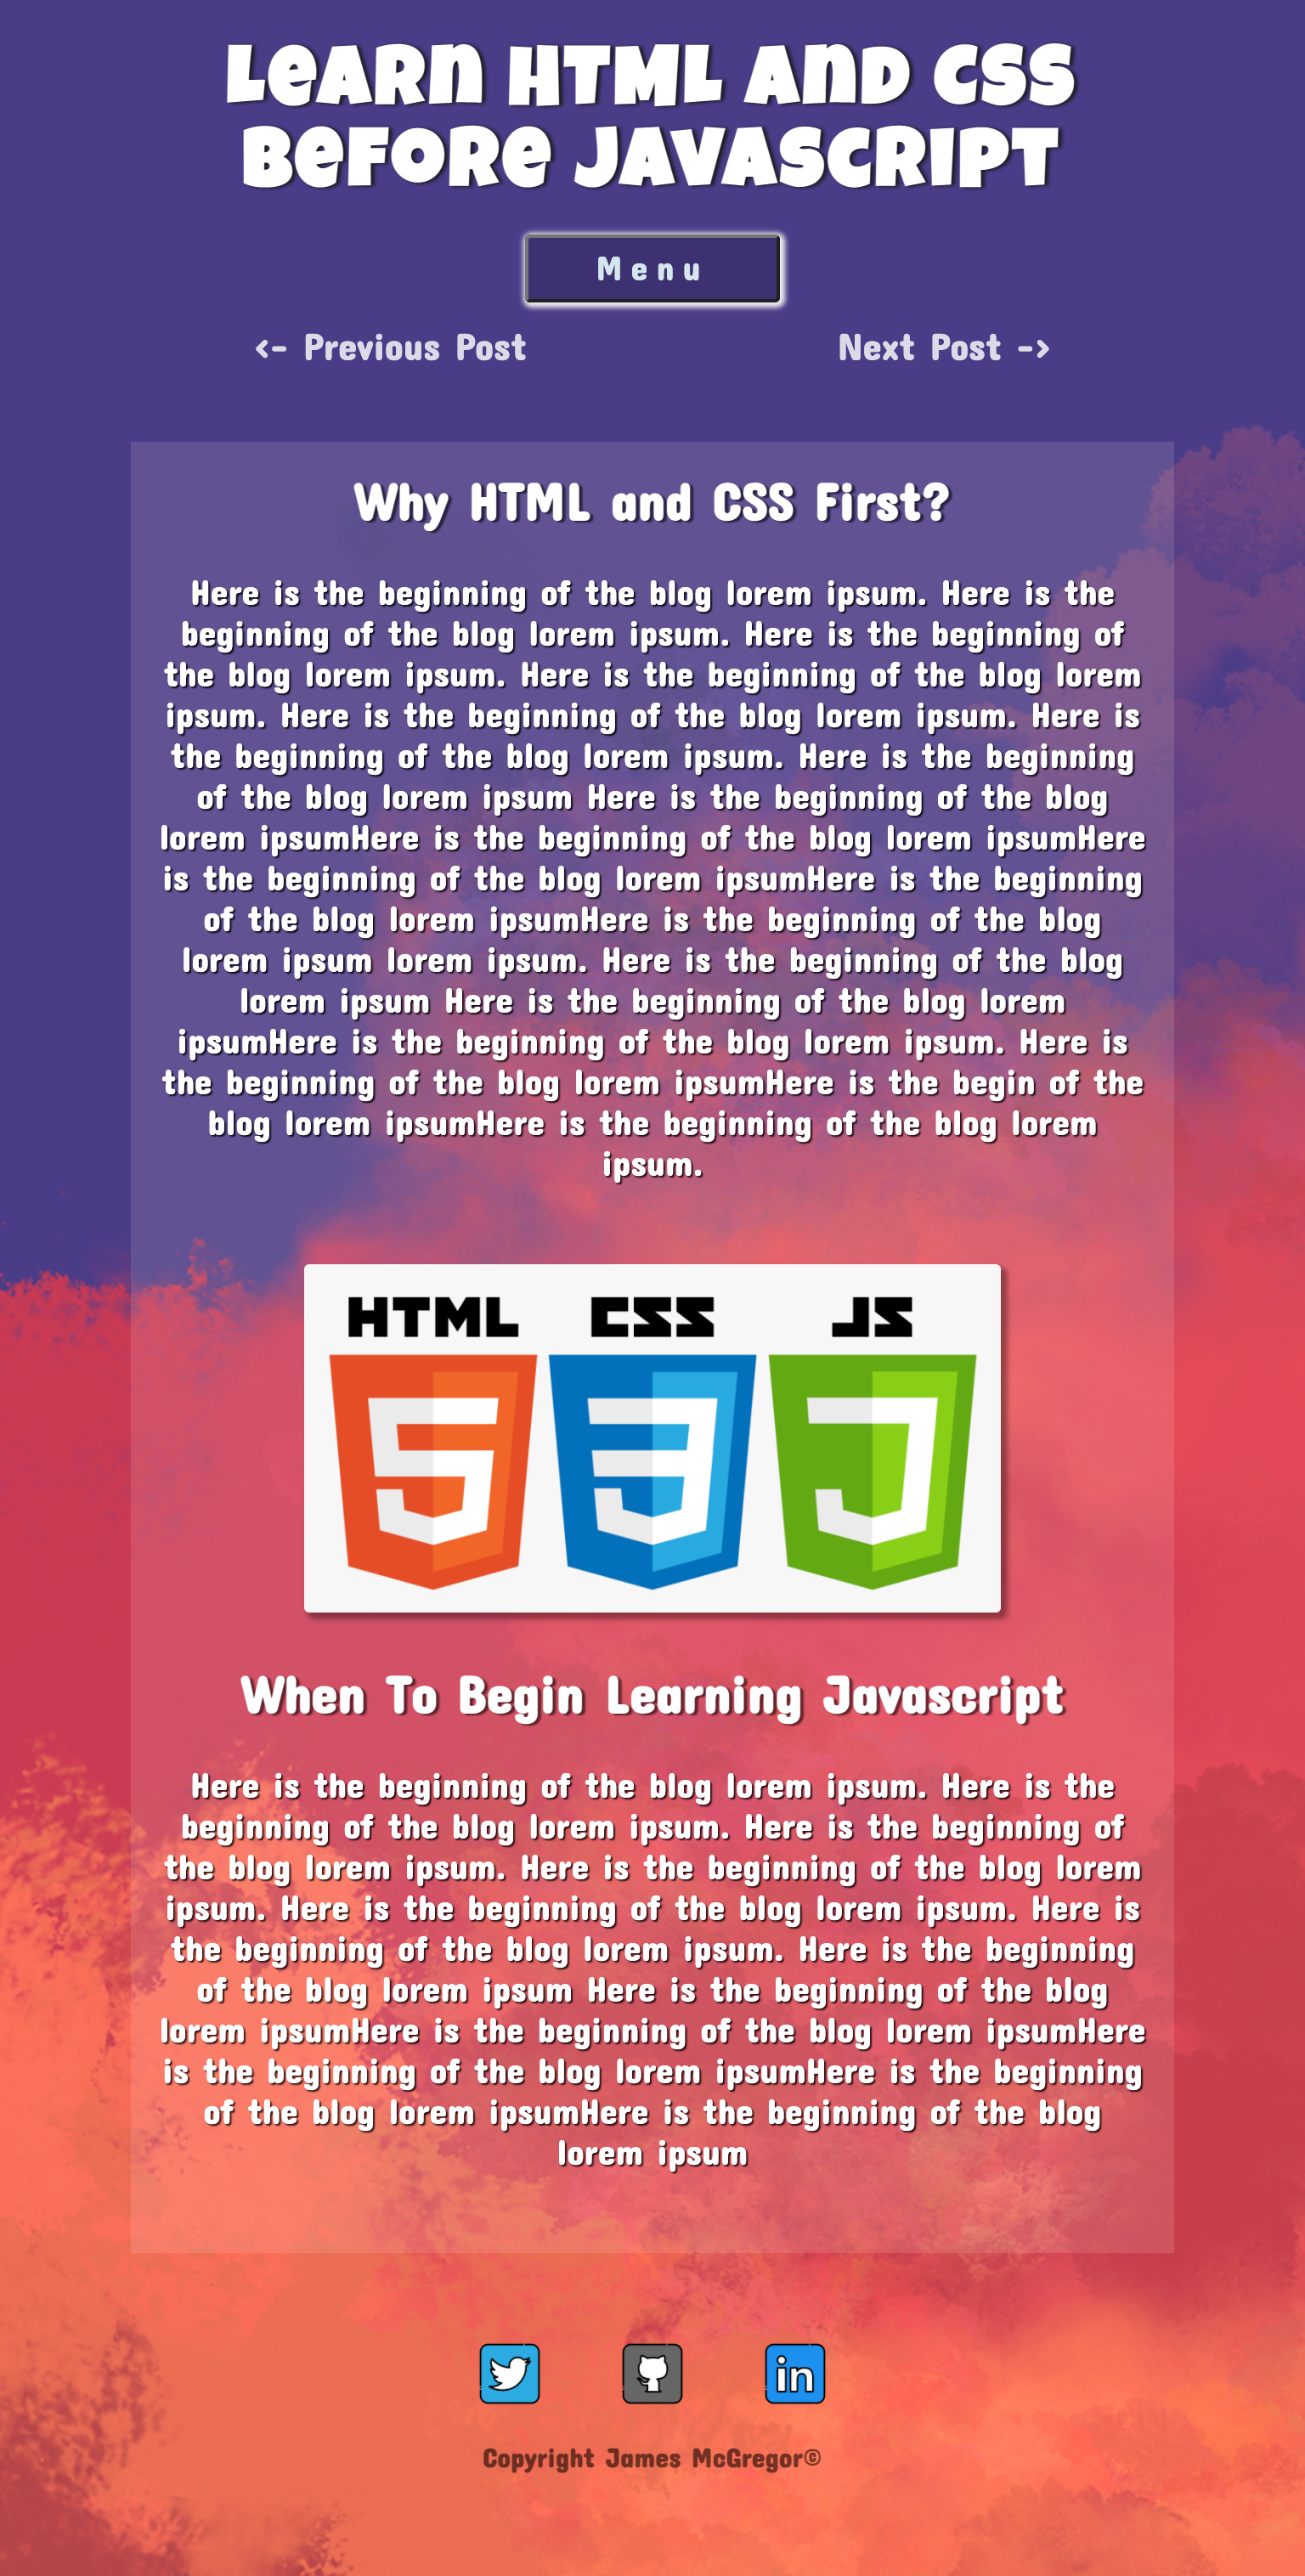 Learn HTML and CSS
Before Javascript
Menu
<- Previous Post
Next Post ->
Why HTML and CSS First?
Here is the beginning of the blog lorem ipsum. Here is the
beginning of the blog lorem ipsum. Here is the beginning of
the blog lorem ipsum. Here is the beginning of the blog lorem
ipsum. Here is the beginning of the blog lorem ipsum. Here is
the beginning of the blog lorem ipsum. Here is the beginning
of the blog lorem ipsum Here is the beginning of the blog
lorem ipsumHere is the beginning of the blog lorem ipsumHere
is the beginning of the blog lorem ipsumHere is the beginning
of the blog lorem ipsumHere is the beginning of the blog
lorem ipsum lorem ipsum. Here is the beginning of the blog
lorem ipsum Here is the beginning of the blog lorem
ipsumHere is the beginning of the blog lorem ipsum. Here is
the beginning of the blog lorem ipsumHere is the begin of the
blog lorem ipsumHere is the beginning of the blog lorem
ipsum.
HTML CSS JS
When To Begin Learning Javascript
Here is the beginning of the blog lorem ipsum. Here is the
beginning of the blog lorem ipsum. Here is the beginning of
the blog lorem ipsum. Here is the beginning of the blog lorem
ipsum. Here is the beginning of the blog lorem ipsum. Here is
the beginning of the blog lorem ipsum. Here is the beginning
of the blog lorem ipsum Here is the beginning of the blog
lorem ipsumHere is the beginning of the blog lorem ipsumHere
is the beginning of the blog lorem ipsumHere is the beginning
of the blog lorem ipsumHere is the beginning of the blog
lorem ipsum
in
Copyright James McGregor©